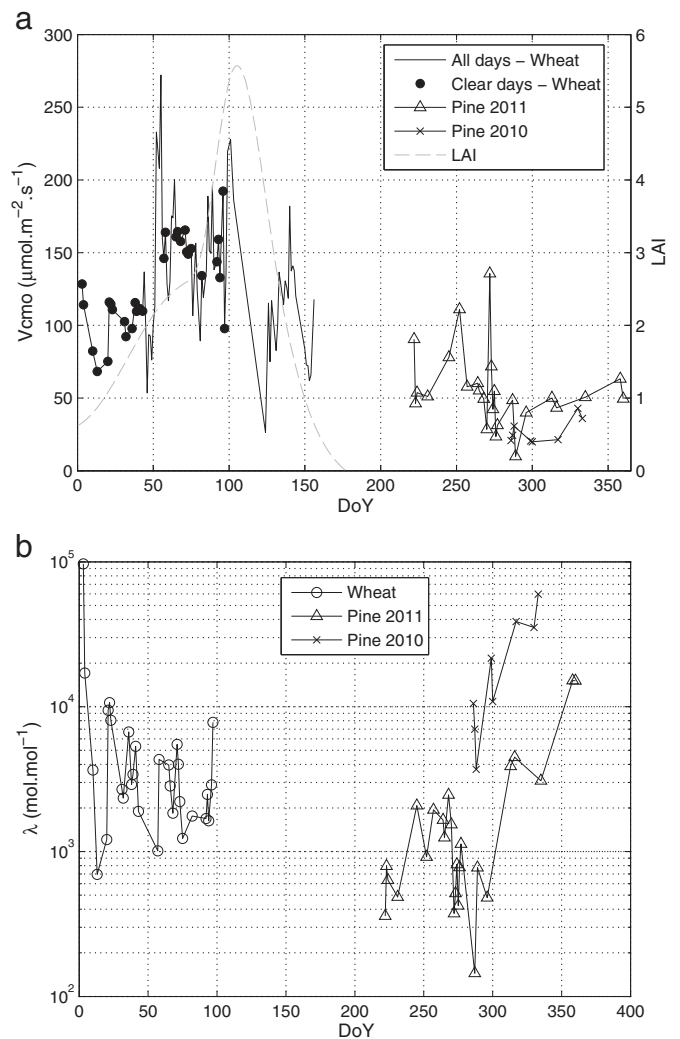 a
300
250
200
150
100
50
0
Vcmo (μmol.m⁻².s⁻¹)
All days – Wheat
Clear days – Wheat
Pine 2011
Pine 2010
LAI
6
5
4
3
2
1
0
LAI
0 50 100 150 200 250 300 350
DoY
b
10⁵
10⁴
10³
10²
λ (mol.mol⁻¹)
Wheat
Pine 2011
Pine 2010
0 50 100 150 200 250 300 350 400
DoY